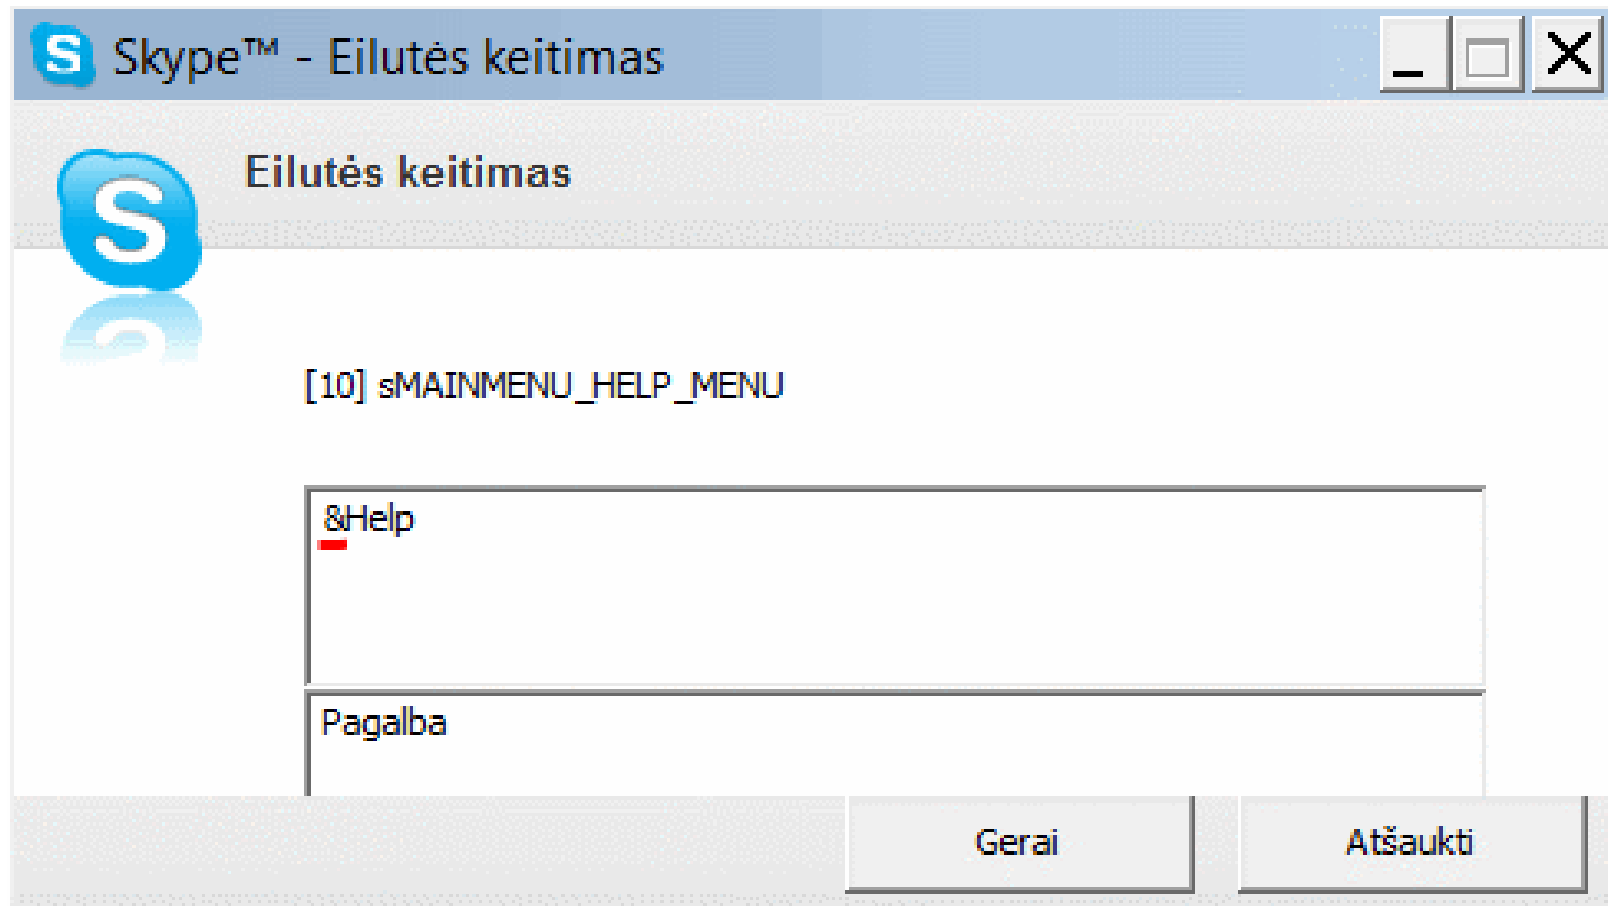 Skype™ - Eilutės keitimas
Eilutės keitimas
[10] sMAINMENU_HELP_MENU
&Help
Pagalba
Gerai
Atšaukti